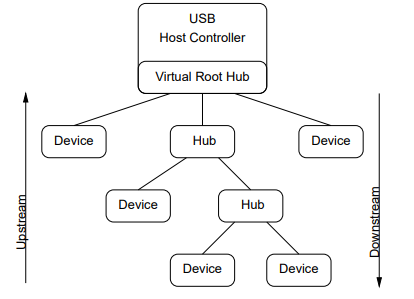 USB
Host Controller
Virtual Root Hub
Device
Hub
Device
Device
Hub
Device
Device
Upstream
Downstream